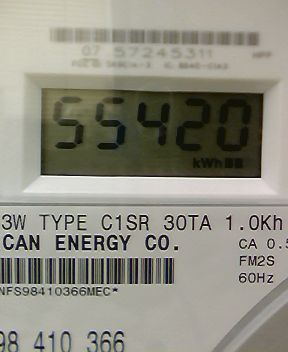 07 57245311
55420
kWh
3W TYPE C1SR 30TA 1.0Kh
CAN ENERGY CO.
CA 0.5
FM2S
NFS98410366MEC*
60Hz
98 410 366